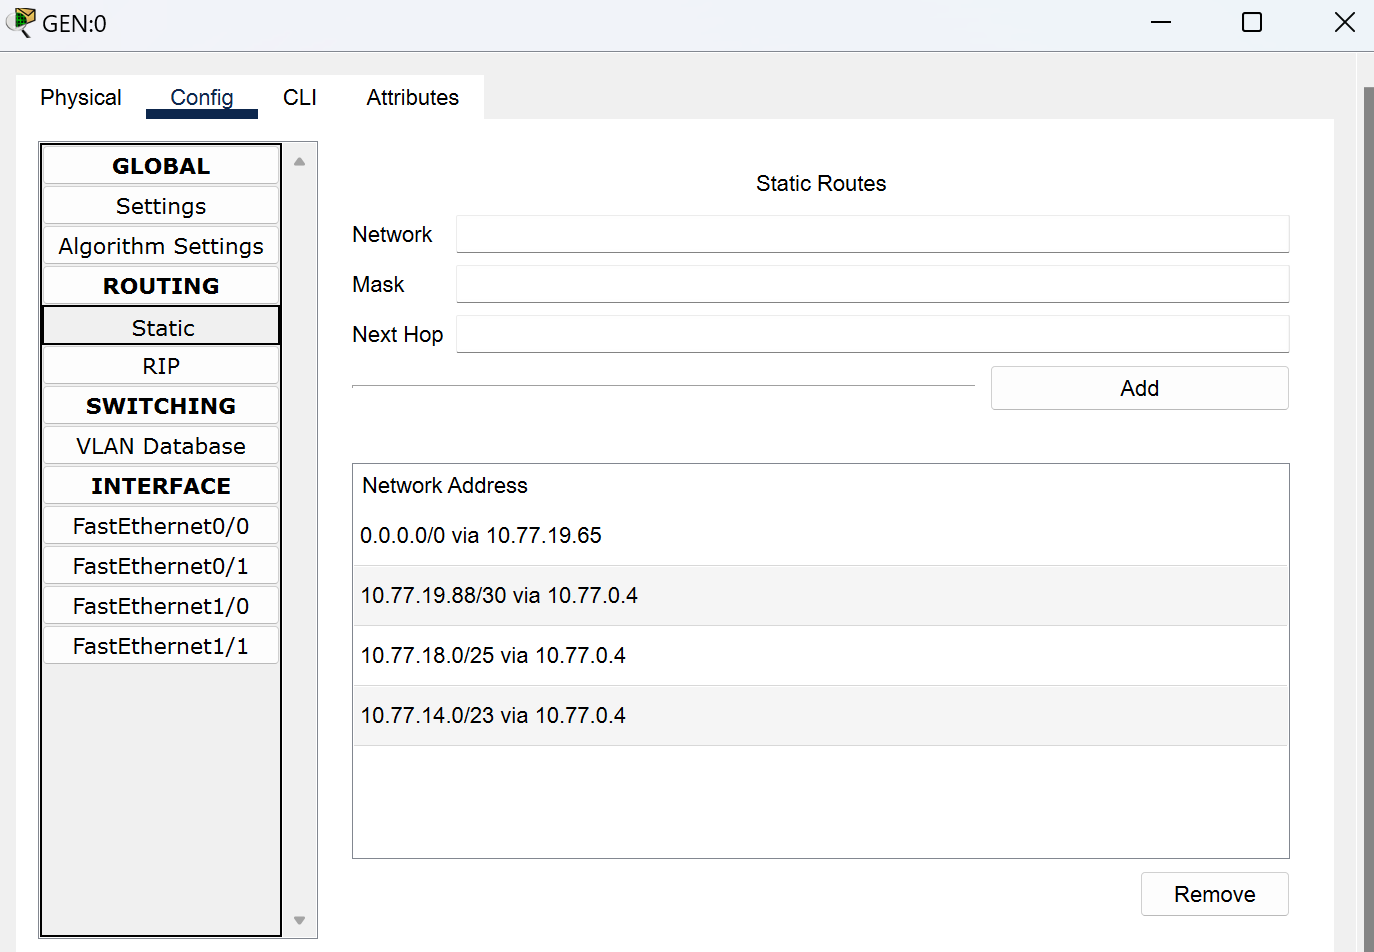 GEN:0
Physical
Config
CLI
Attributes
GLOBAL
Settings
Algorithm Settings
ROUTING
Static
RIP
SWITCHING
VLAN Database
INTERFACE
FastEthernet0/0
FastEthernet0/1
FastEthernet1/0
FastEthernet1/1
Static Routes
Network
Mask
Next Hop
Add
Network Address
0.0.0.0/0 via 10.77.19.65
10.77.19.88/30 via 10.77.0.4
10.77.18.0/25 via 10.77.0.4
10.77.14.0/23 via 10.77.0.4
Remove